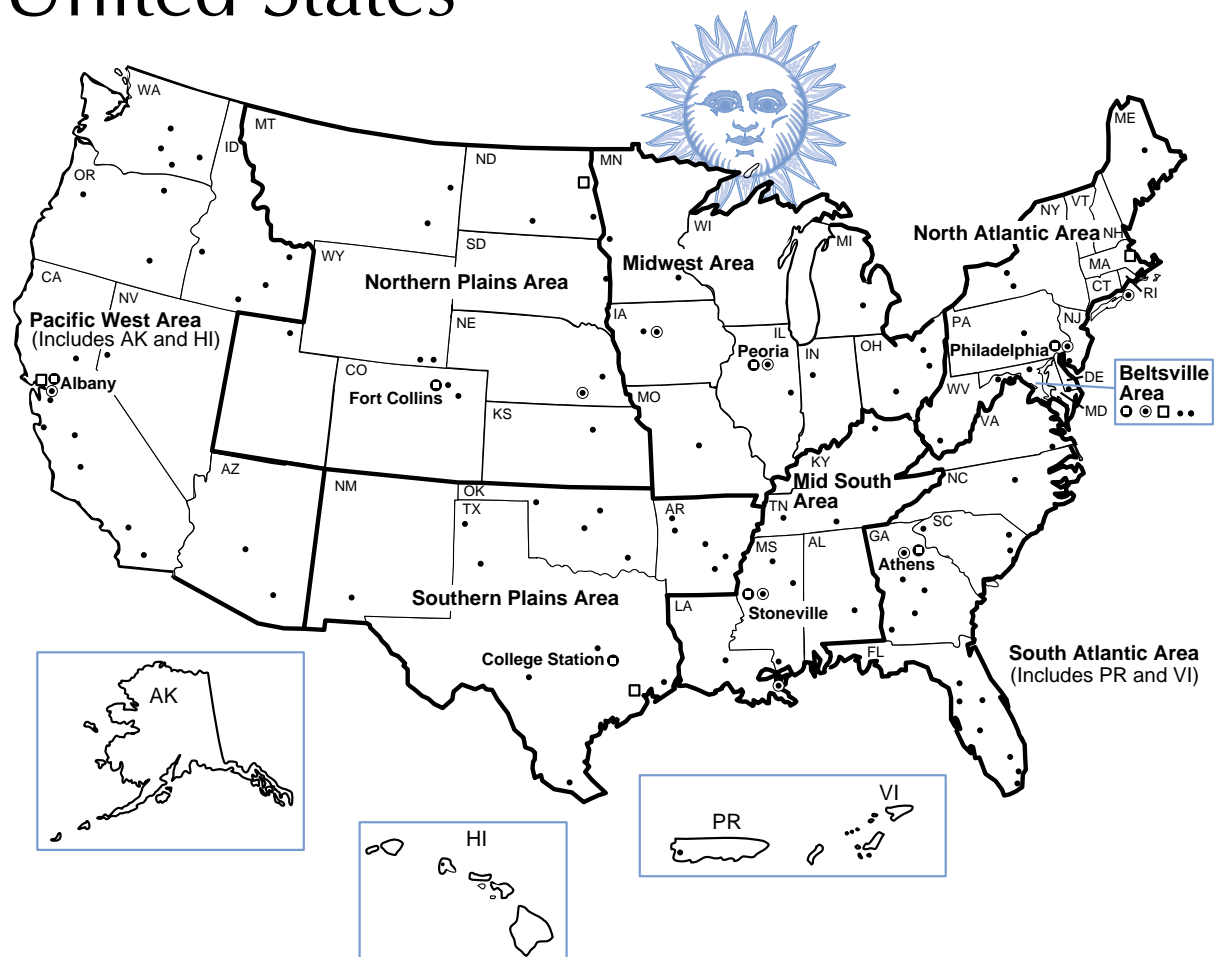 United States
WA
MT
ID
ND
MN
OR
ME
WI
MI
NY
VT
NH
North Atlantic Area
MA
CT
RI
CA
NV
WY
SD
Northern Plains Area
Midwest Area
Pacific West Area
(Includes AK and HI)
NE
IA
IL
IN
OH
PA
NJ
Peoria
Philadelphia
Albany
CO
Fort Collins
KS
MO
WV
VA
DE
MD
Beltsville
Area
AZ
NM
OK
TX
AR
KY
Mid South
Area
TN
NC
SC
GA
MS
AL
Athens
Southern Plains Area
LA
Stoneville
College Station
FL
South Atlantic Area
(Includes PR and VI)
AK
HI
PR
VI